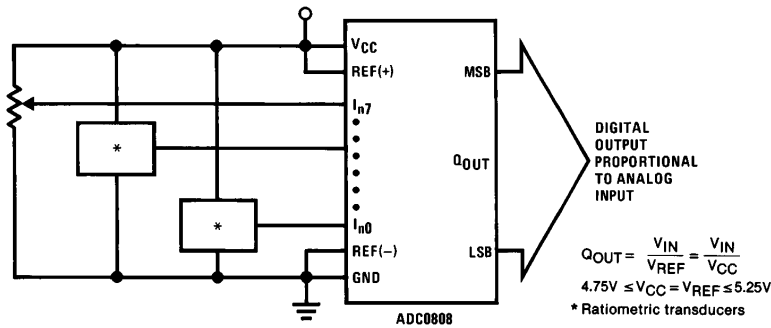 VCC
REF(+)
MSB
In7
*
DIGITAL
OUTPUT
PROPORTIONAL
TO ANALOG
INPUT
QOUT
*
In0
REF(−)
LSB
GND
ADC0808
QOUT = VIN/VREF = VIN/VCC
4.75V ≤ VCC = VREF ≤ 5.25V
* Ratiometric transducers